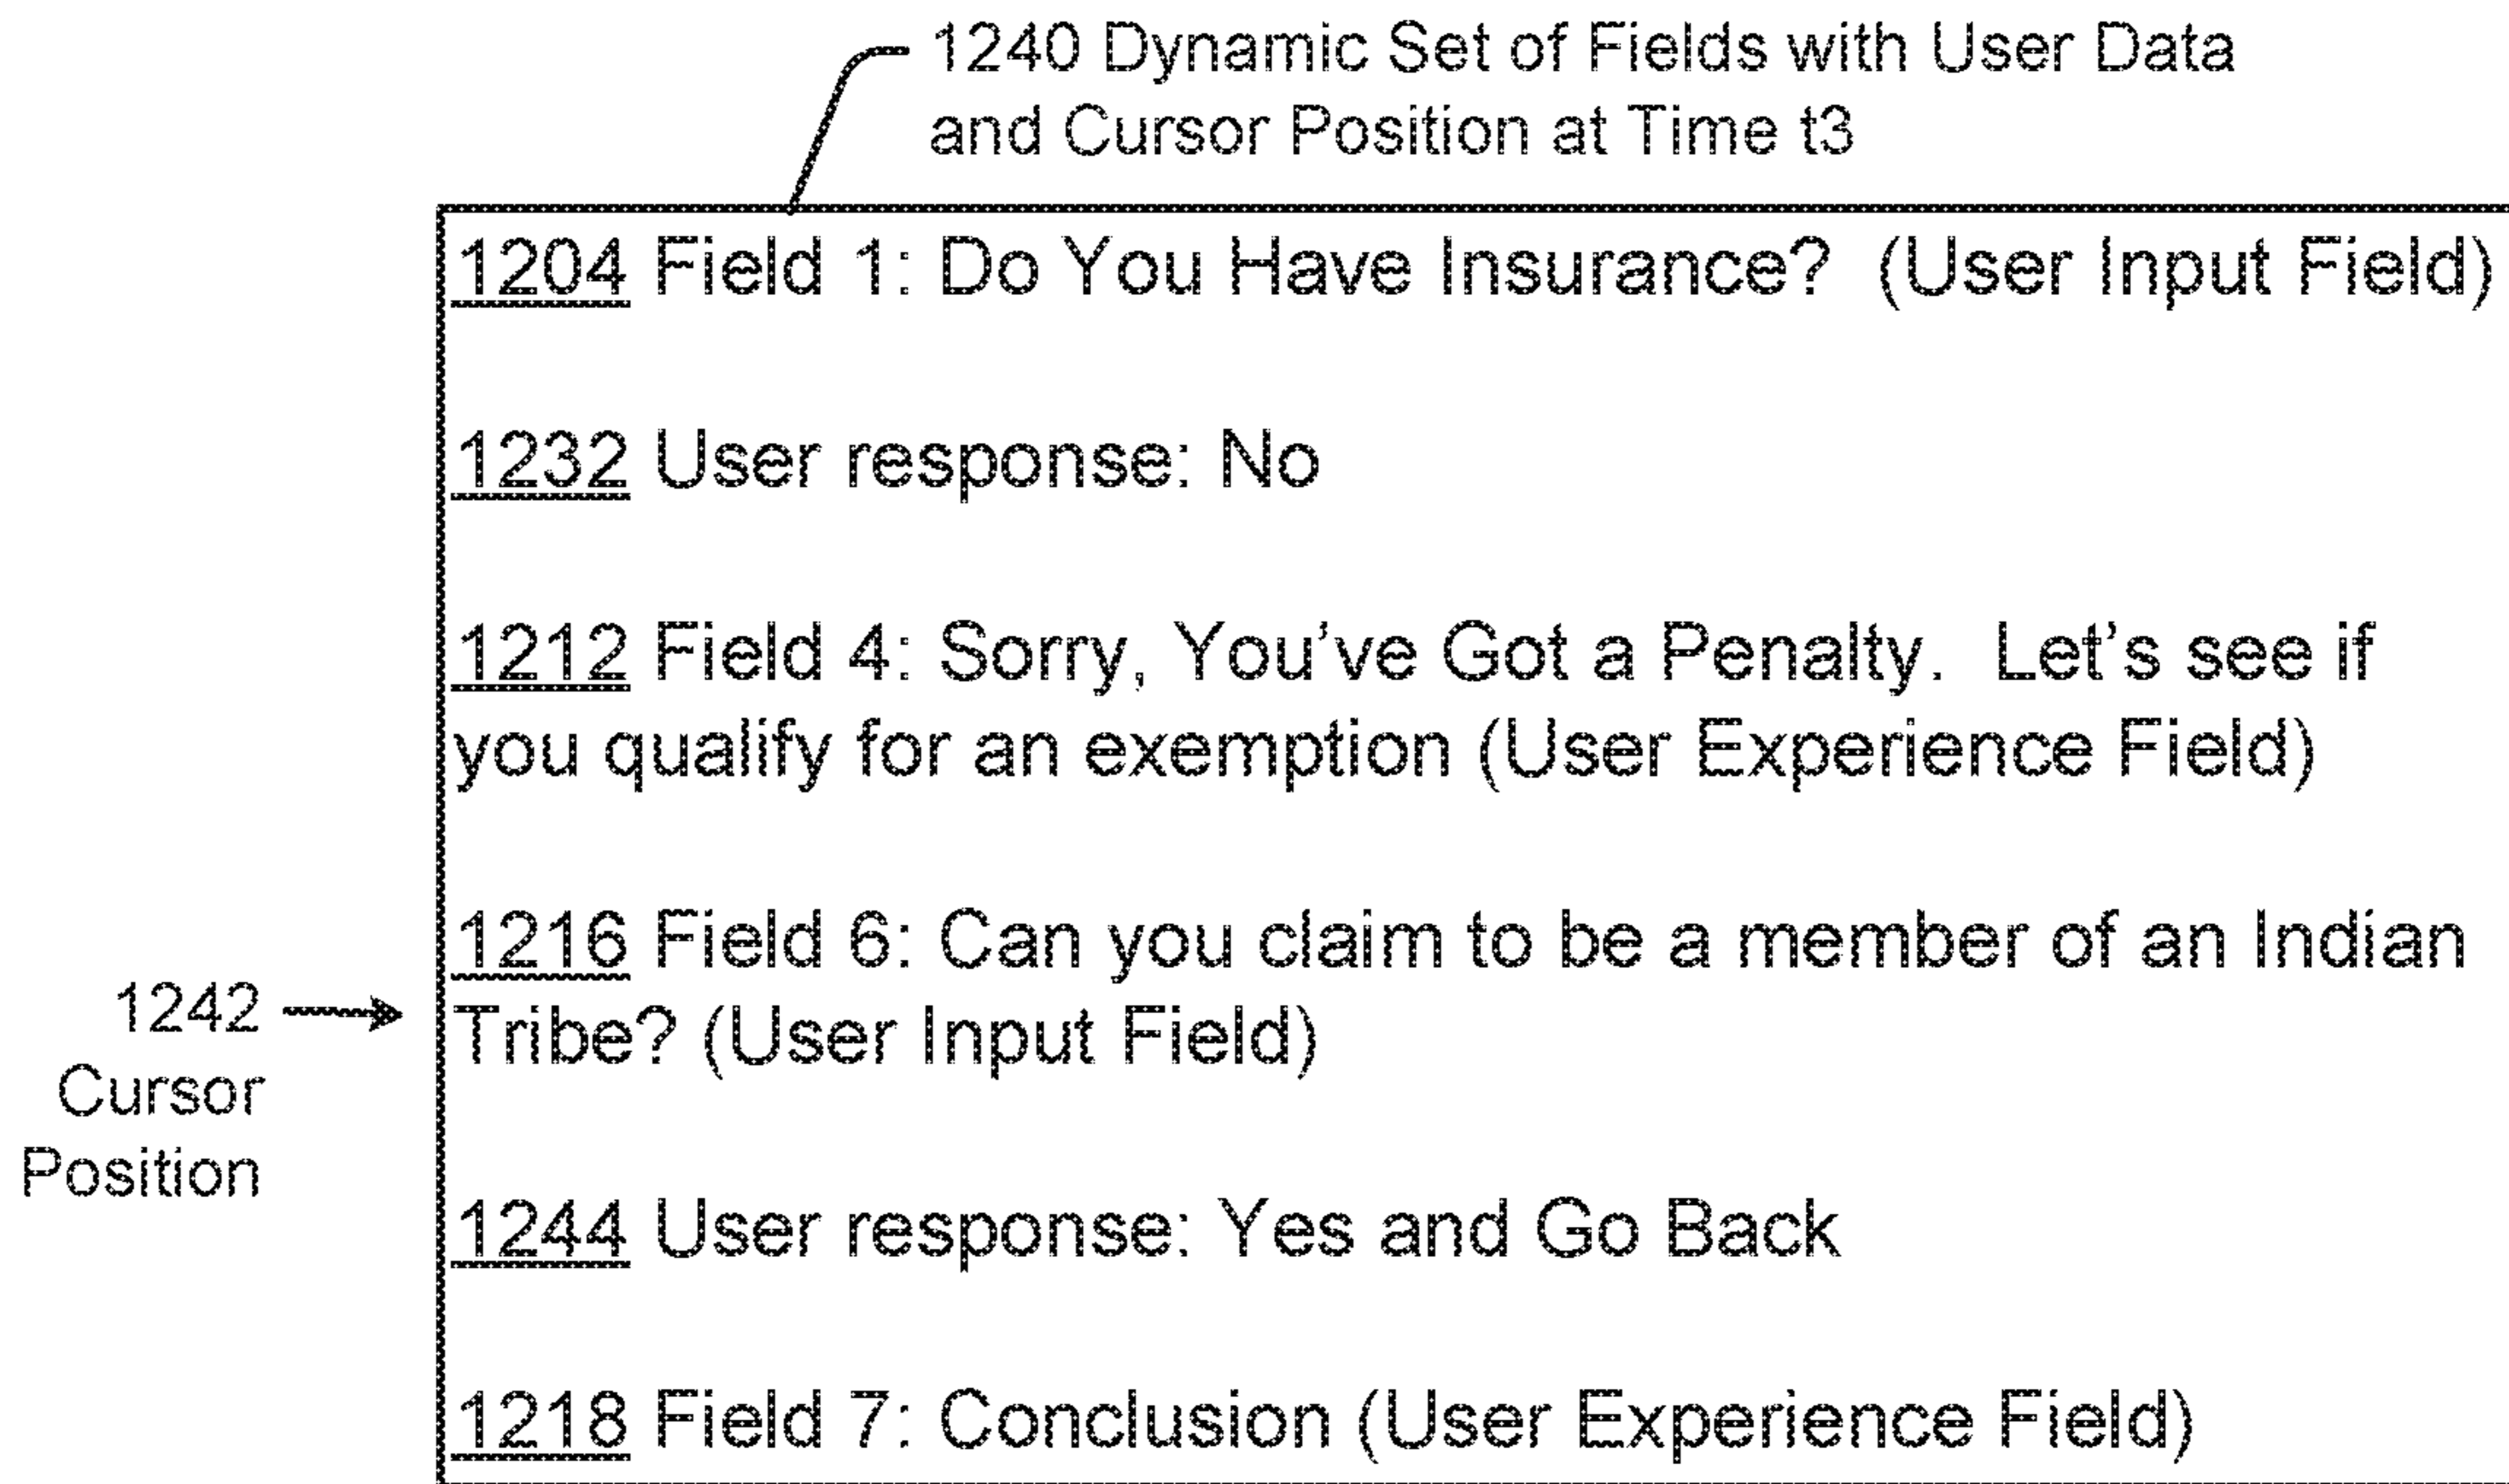 1240 Dynamic Set of Fields with User Data
and Cursor Position at Time t3
1204 Field 1: Do You Have Insurance? (User Input Field)
1232 User response: No
1212 Field 4: Sorry, You've Got a Penalty. Let's see if
you qualify for an exemption (User Experience Field)
1216 Field 6: Can you claim to be a member of an Indian
Tribe? (User Input Field)
1242
Cursor
Position
1244 User response: Yes and Go Back
1218 Field 7: Conclusion (User Experience Field)